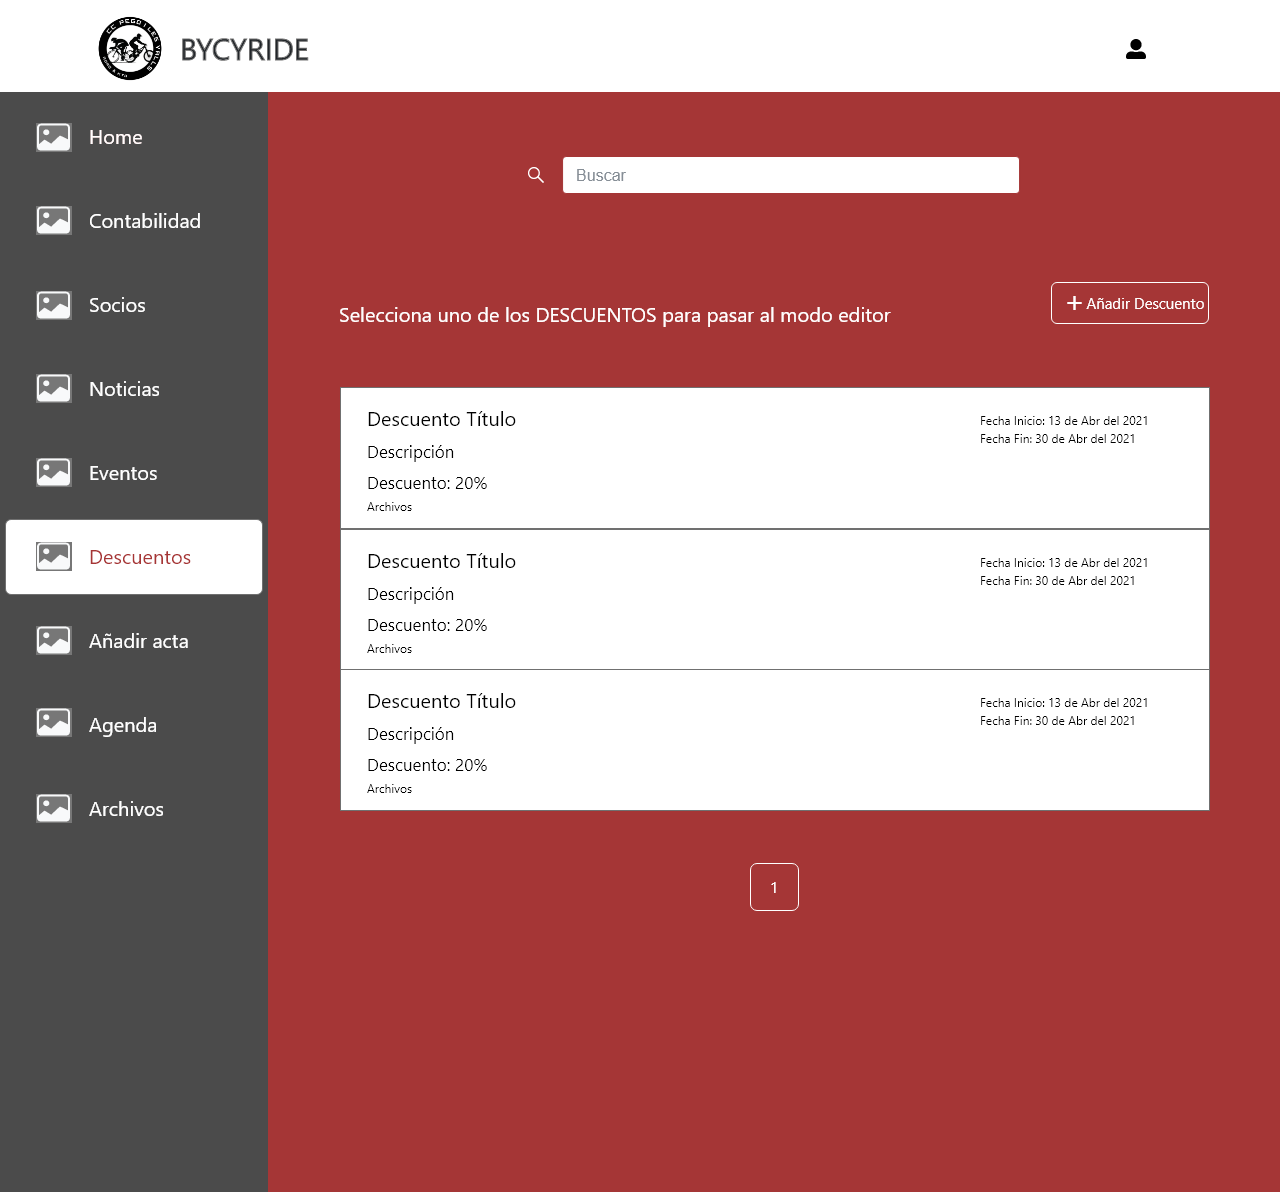 CC PEGO I LES VALLS
BYCYRIDE
Home
Contabilidad
Socios
Noticias
Eventos
Descuentos
Añadir acta
Agenda
Archivos
Buscar
Selecciona uno de los DESCUENTOS para pasar al modo editor
Añadir Descuento
Descuento Título
Descripción
Descuento: 20%
Archivos
Fecha Inicio: 13 de Abr del 2021
Fecha Fin: 30 de Abr del 2021
Descuento Título
Descripción
Descuento: 20%
Archivos
Fecha Inicio: 13 de Abr del 2021
Fecha Fin: 30 de Abr del 2021
Descuento Título
Descripción
Descuento: 20%
Archivos
Fecha Inicio: 13 de Abr del 2021
Fecha Fin: 30 de Abr del 2021
1